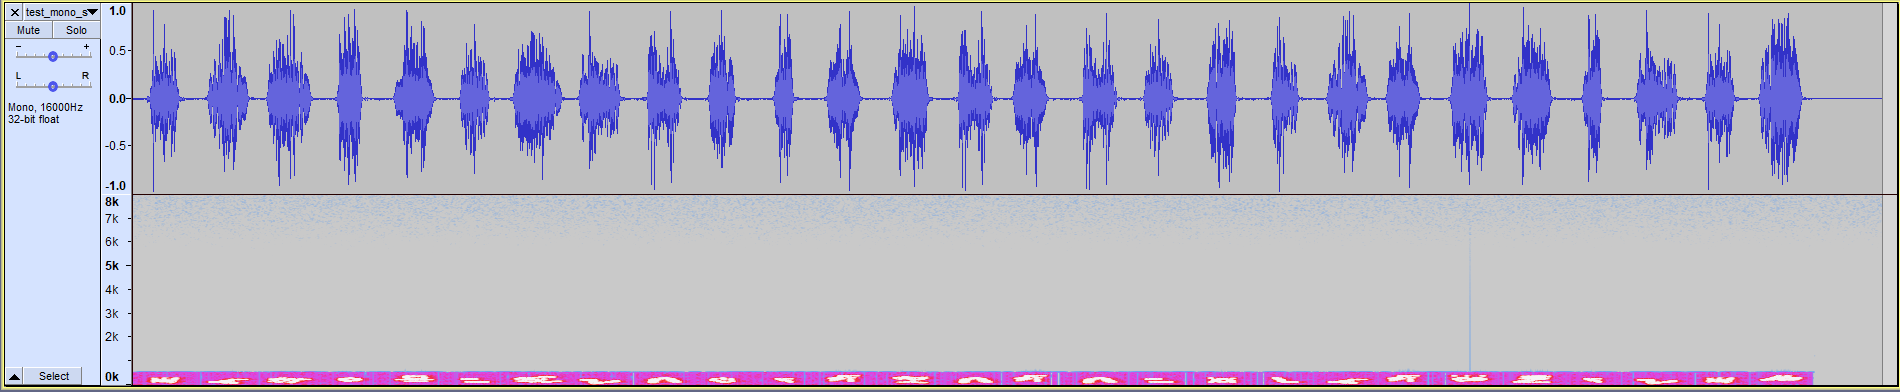 test_mono_s
Mute Solo
- +
L R
Mono, 16000Hz
32-bit float
Select
1.0
0.5-
0.0-
-0.5-
-1.0
8k
7k
6k
5k
4k
3k
2k
0k